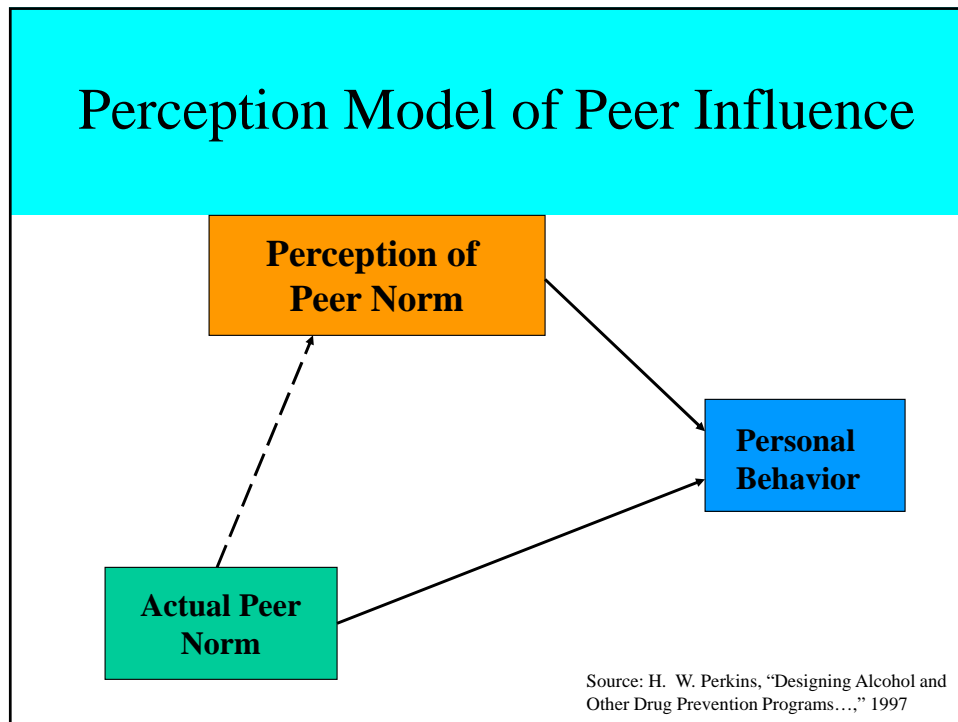 Perception Model of Peer Influence
Perception of
Peer Norm
Personal
Behavior
Actual Peer
Norm
Source: H. W. Perkins, “Designing Alcohol and
Other Drug Prevention Programs…,” 1997